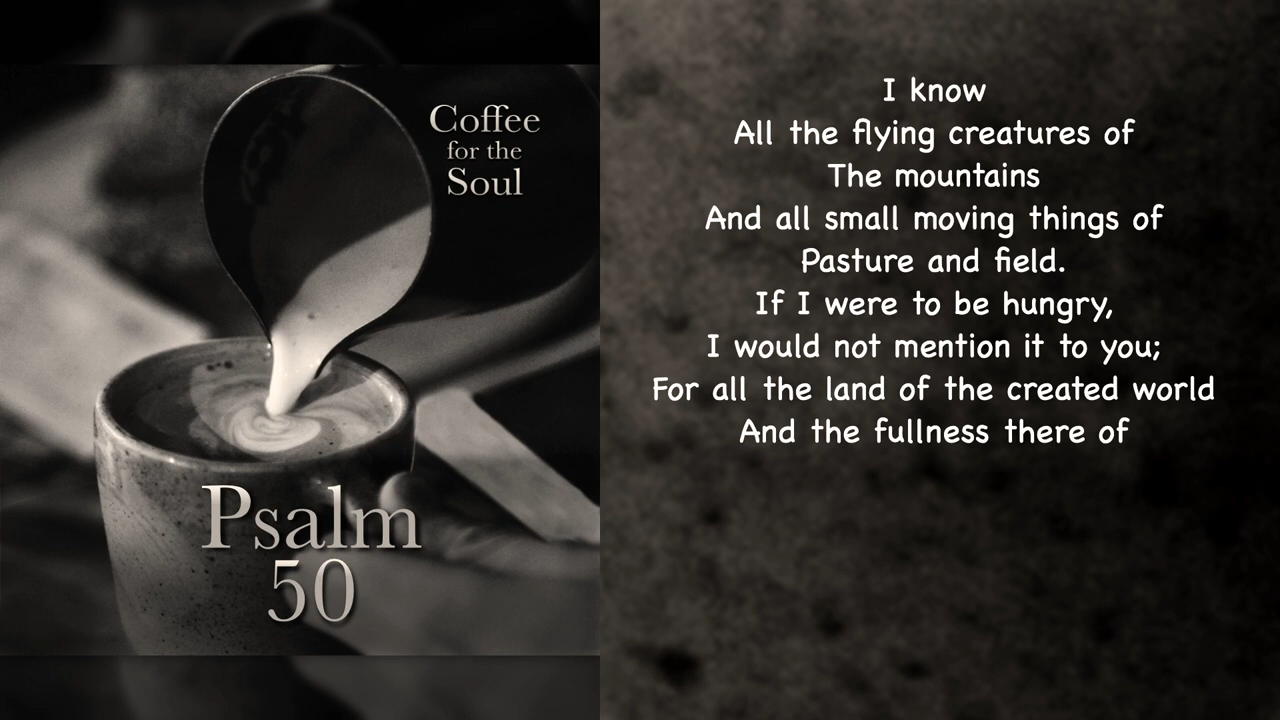 Coffee
for the
Soul
Psalm
50
I know
All the flying creatures of
The mountains
And all small moving things of
Pasture and field.
If I were to be hungry,
I would not mention it to you;
For all the land of the created world
And the fullness there of